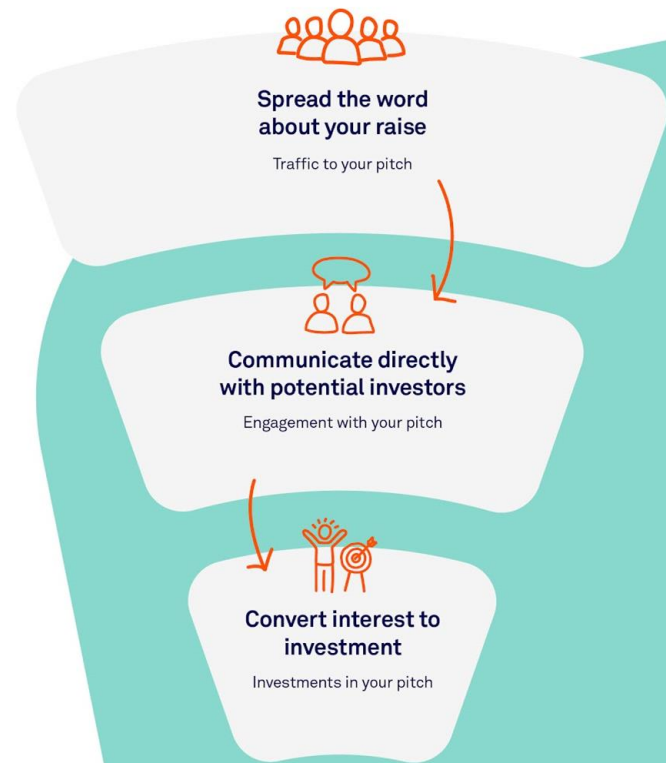 Spread the word
about your raise
Traffic to your pitch
Communicate directly
with potential investors
Engagement with your pitch
Convert interest to
investment
Investments in your pitch